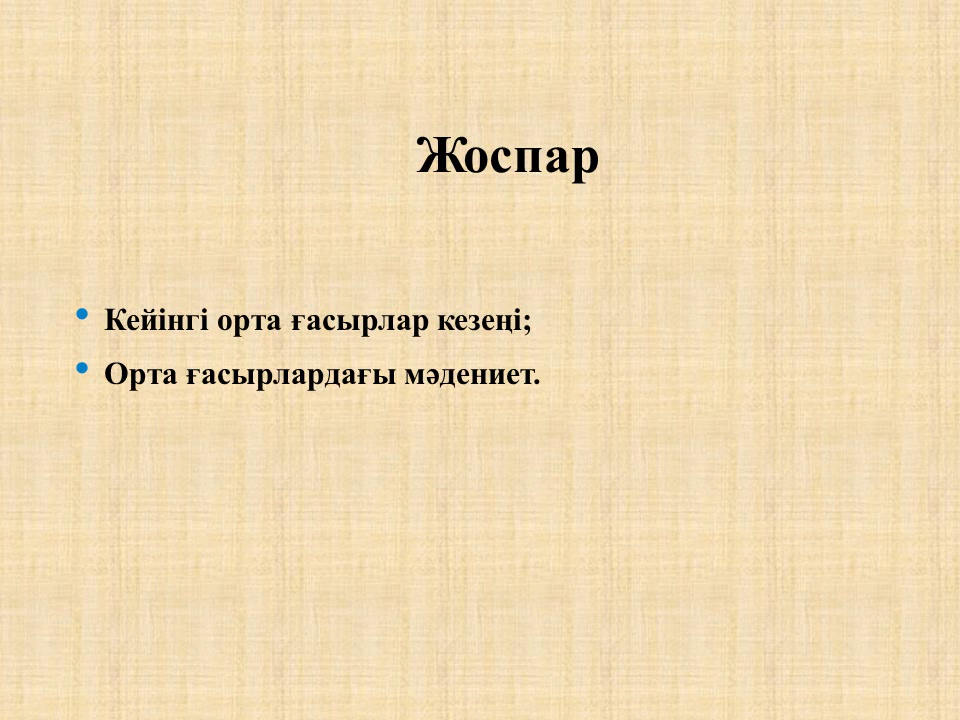 Жоспар
• Кейінгі орта ғасырлар кезеңі;
• Орта ғасырлардағы мәдениет.